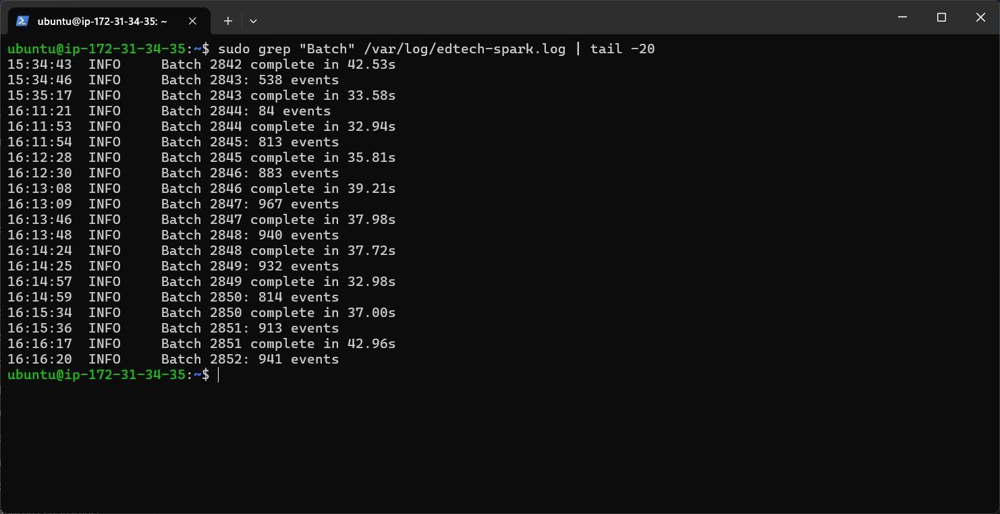 ubuntu@ip-172-31-34-35: ~
ubuntu@ip-172-31-34-35:~$ sudo grep "Batch" /var/log/edtech-spark.log | tail -20
15:34:43  INFO     Batch 2842 complete in 42.53s
15:34:46  INFO     Batch 2843: 538 events
15:35:17  INFO     Batch 2843 complete in 33.58s
16:11:21  INFO     Batch 2844: 84 events
16:11:53  INFO     Batch 2844 complete in 32.94s
16:11:54  INFO     Batch 2845: 813 events
16:12:28  INFO     Batch 2845 complete in 35.81s
16:12:30  INFO     Batch 2846: 883 events
16:13:08  INFO     Batch 2846 complete in 39.21s
16:13:09  INFO     Batch 2847: 967 events
16:13:46  INFO     Batch 2847 complete in 37.98s
16:13:48  INFO     Batch 2848: 940 events
16:14:24  INFO     Batch 2848 complete in 37.72s
16:14:25  INFO     Batch 2849: 932 events
16:14:57  INFO     Batch 2849 complete in 32.98s
16:14:59  INFO     Batch 2850: 814 events
16:15:34  INFO     Batch 2850 complete in 37.00s
16:15:36  INFO     Batch 2851: 913 events
16:16:17  INFO     Batch 2851 complete in 42.96s
16:16:20  INFO     Batch 2852: 941 events
ubuntu@ip-172-31-34-35:~$